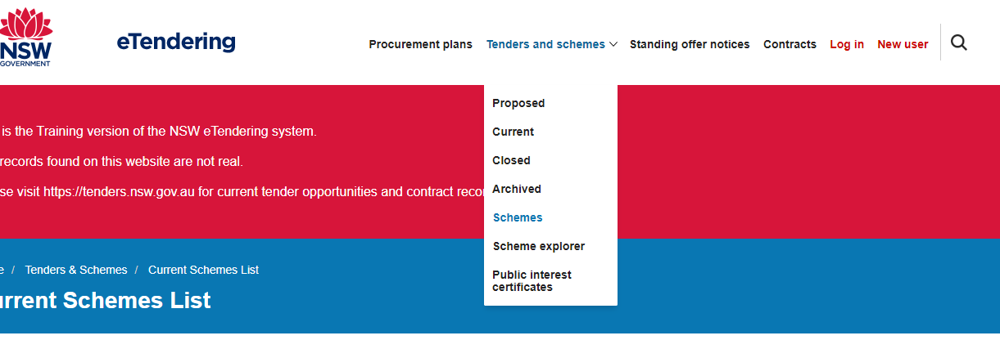 NSW
GOVERNMENT
eTendering
Procurement plans
Tenders and schemes
Standing offer notices
Contracts
Log in
New user
Proposed
Current
Closed
Archived
Schemes
Scheme explorer
Public interest
certificates
is the Training version of the NSW eTendering system.
records found on this website are not real.
se visit https://tenders.nsw.gov.au for current tender opportunities and contract recor
e / Tenders & Schemes / Current Schemes List
urrent Schemes List